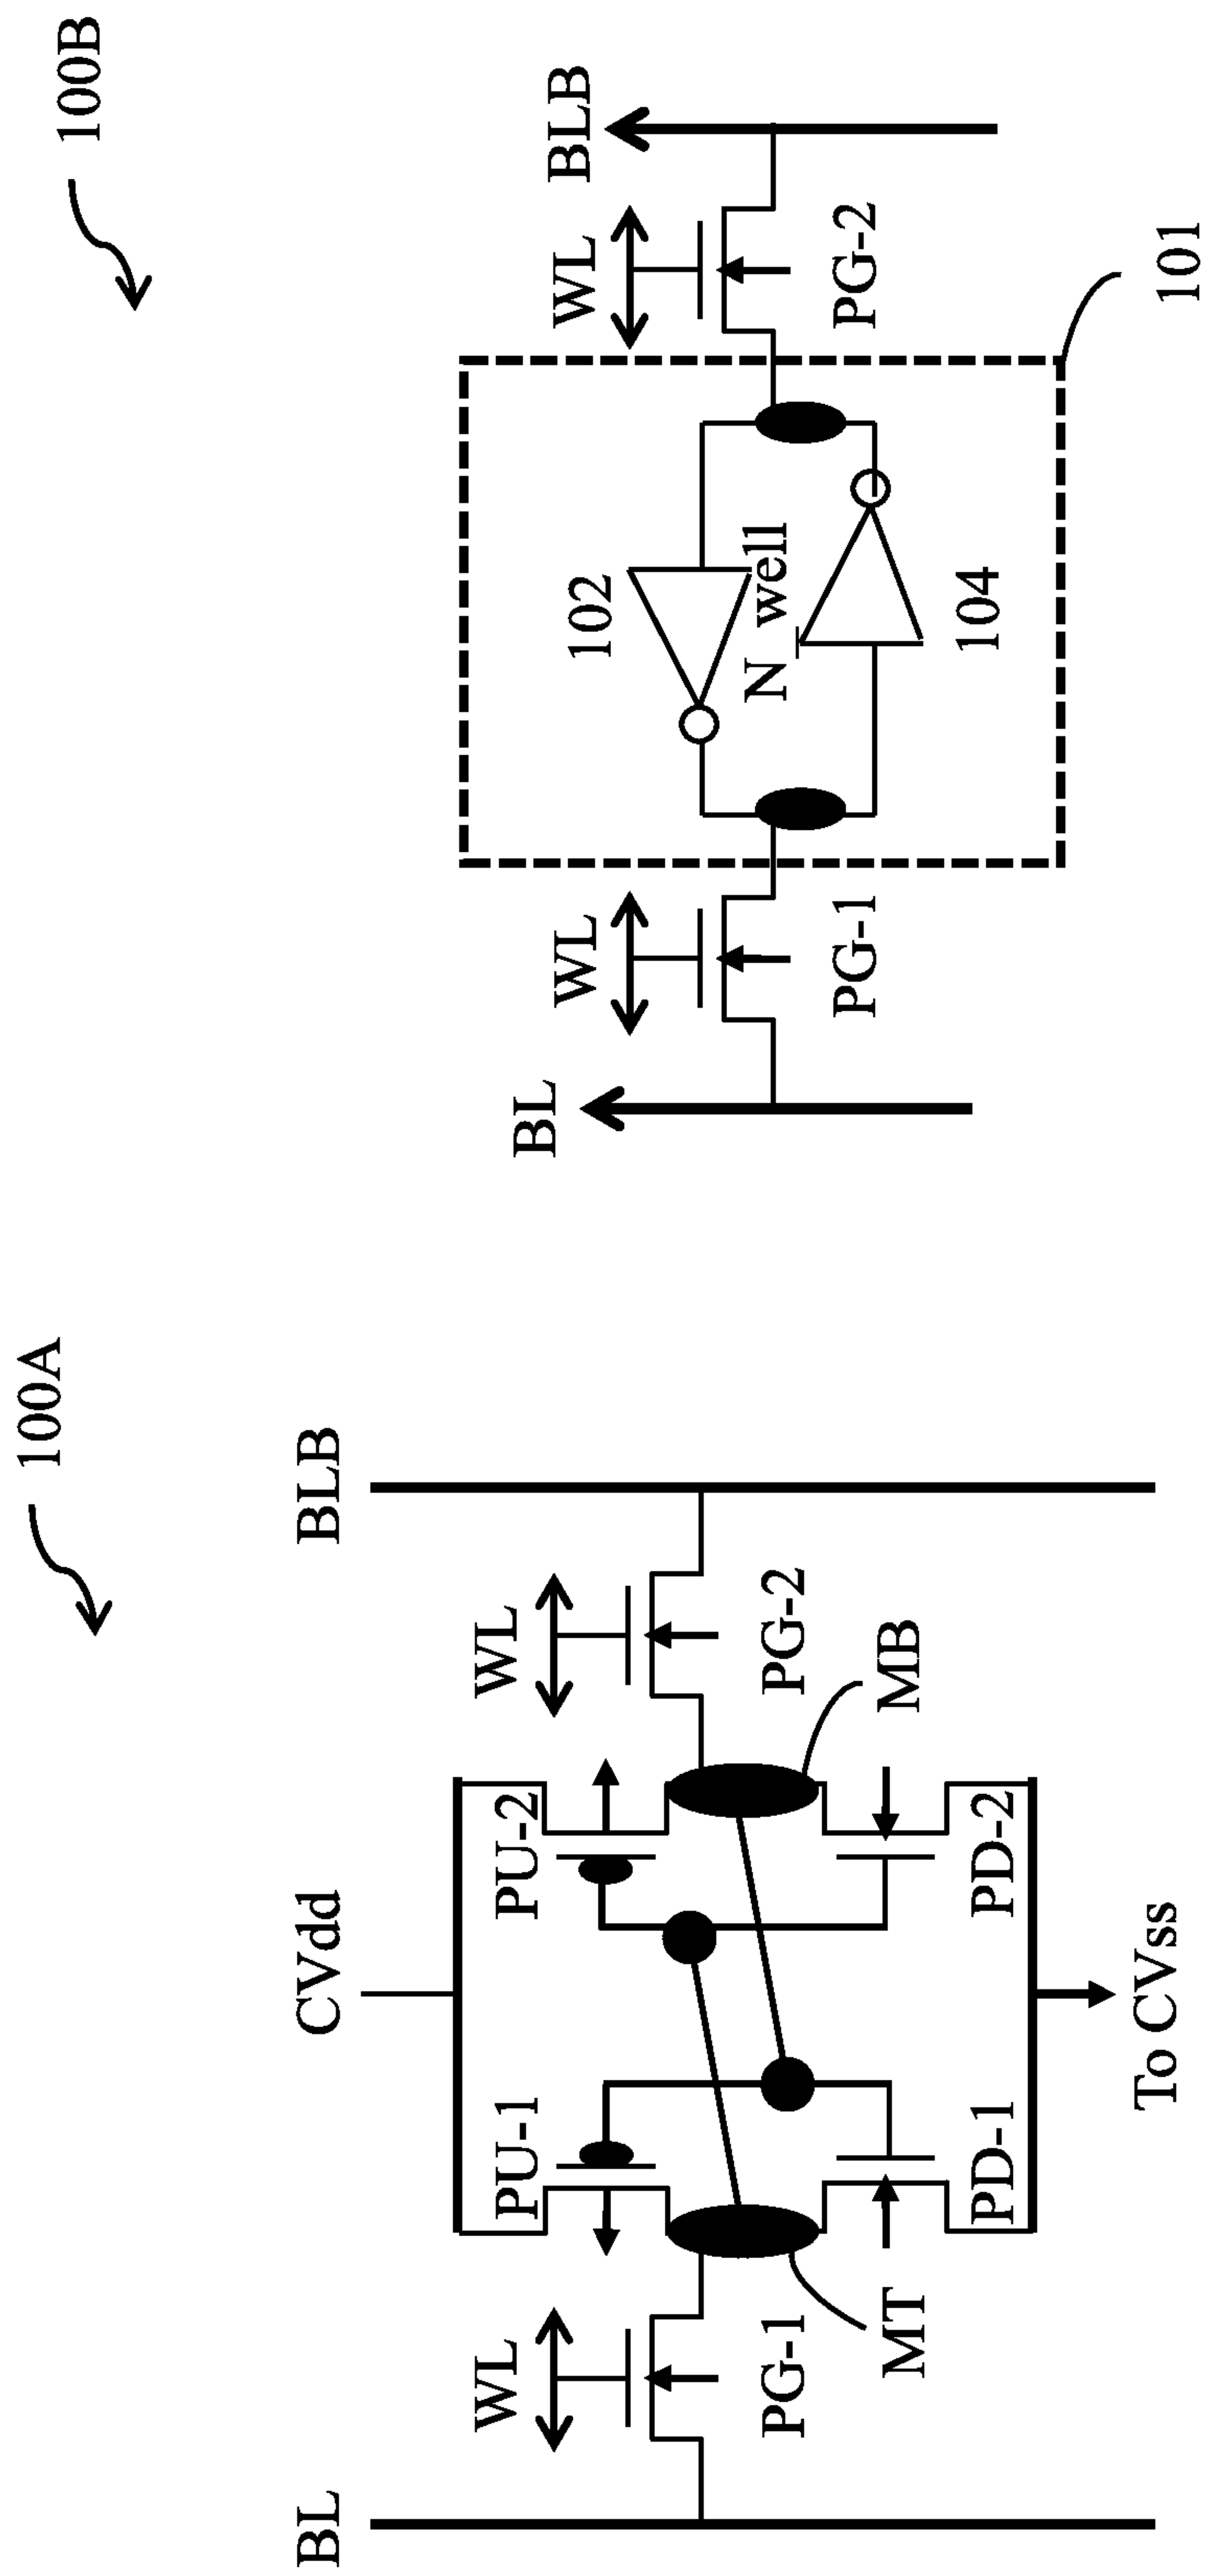 100A
BL
CVdd
BLB
WL
PU-1
PU-2
WL
PG-1
PG-2
MT
MB
PD-1
PD-2
To CVss
100B
BL
BLB
WL
102
WL
N_well
PG-1
PG-2
104
101